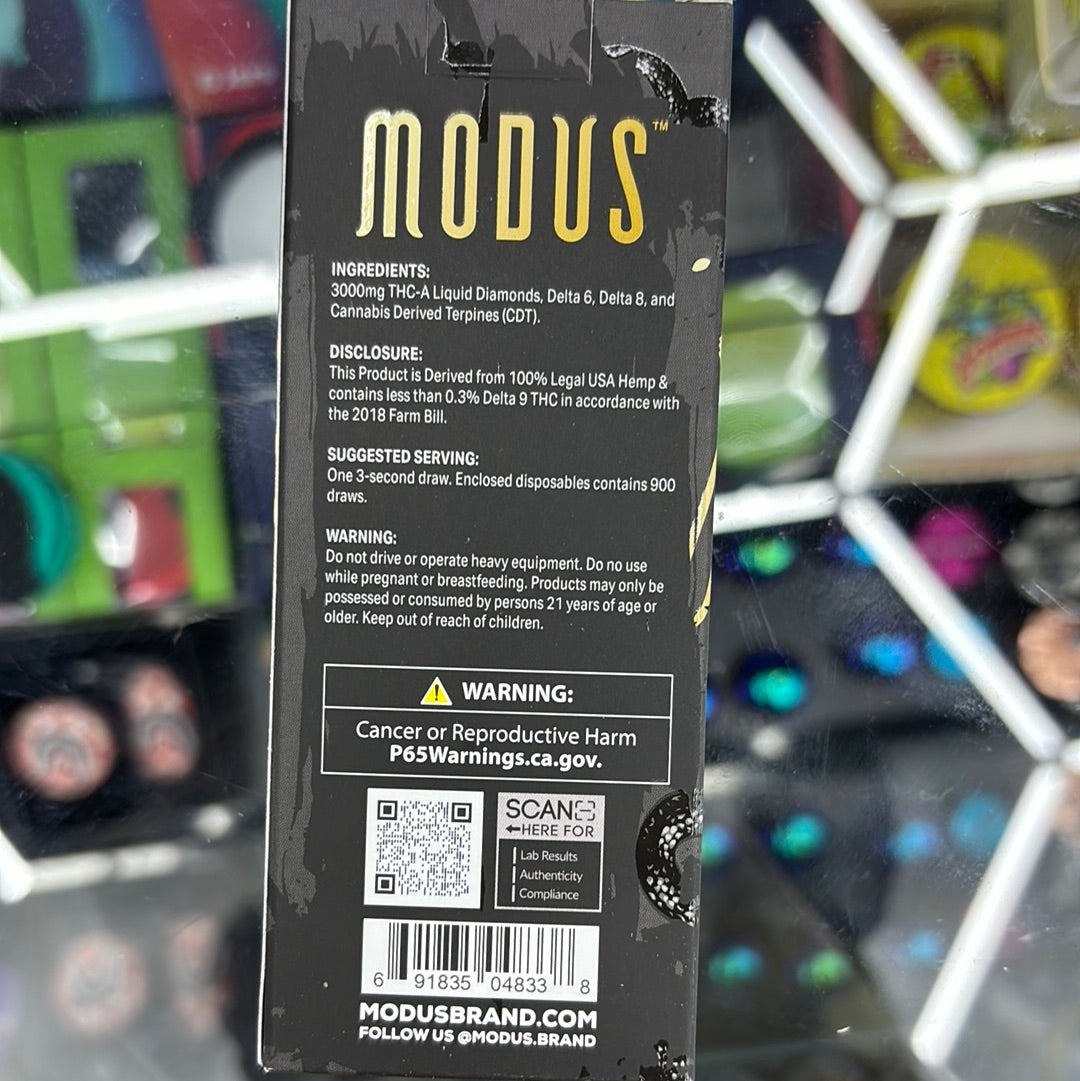 MODUS™
INGREDIENTS:
3000mg THC-A Liquid Diamonds, Delta 6, Delta 8, and
Cannabis Derived Terpines (CDT).
DISCLOSURE:
This Product is Derived from 100% Legal USA Hemp &
contains less than 0.3% Delta 9 THC in accordance with
the 2018 Farm Bill.
SUGGESTED SERVING:
One 3-second draw. Enclosed disposables contains 900
draws.
WARNING:
Do not drive or operate heavy equipment. Do no use
while pregnant or breastfeeding. Products may only be
possessed or consumed by persons 21 years of age or
older. Keep out of reach of children.
WARNING:
Cancer or Reproductive Harm
P65Warnings.ca.gov.
SCAN
HERE FOR
Lab Results
Authenticity
Compliance
6 91835 04833 8
MODUSBRAND.COM
FOLLOW US @MODUS.BRAND